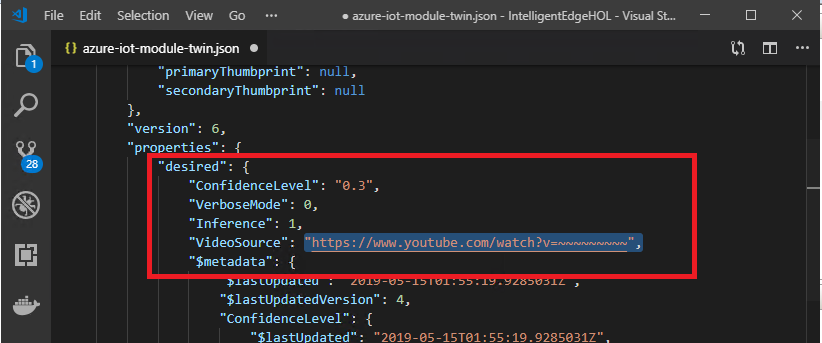 File Edit Selection View ● azure-iot-module-twin.json - IntelligentEdgeHOL - Visual St...
{ } azure-iot-module-twin.json ●
1
28
"primaryThumbprint": null,
"secondaryThumbprint": null
},
"version": 6,
"properties": {
"desired": {
"ConfidenceLevel": "0.3",
"VerboseMode": 0,
"Inference": 1,
"VideoSource": "https://www.youtube.com/watch?v=~~~~~~~~~",
"$metadata": {
"$lastUpdated": "2019-05-15T01:55:19.9285031Z",
"$lastUpdatedVersion": 4,
"ConfidenceLevel": {
"$lastUpdated": "2019-05-15T01:55:19.9285031Z",